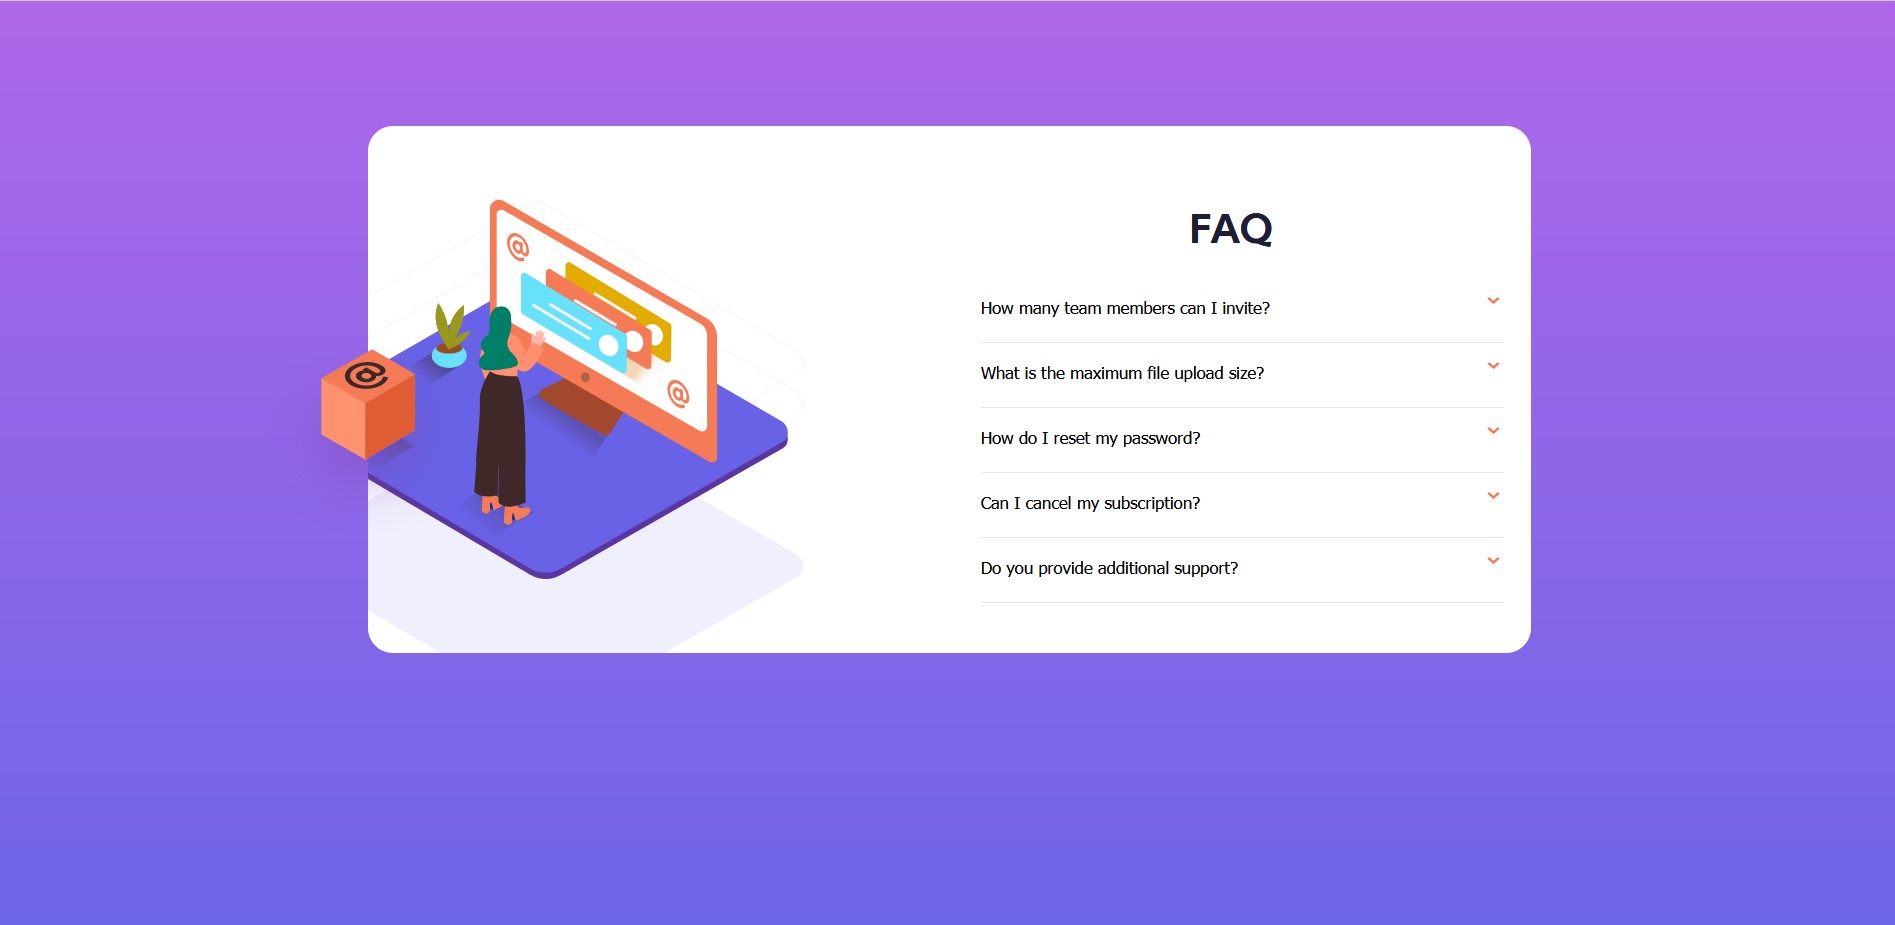 @
@
@
FAQ
How many team members can I invite?
What is the maximum file upload size?
How do I reset my password?
Can I cancel my subscription?
Do you provide additional support?